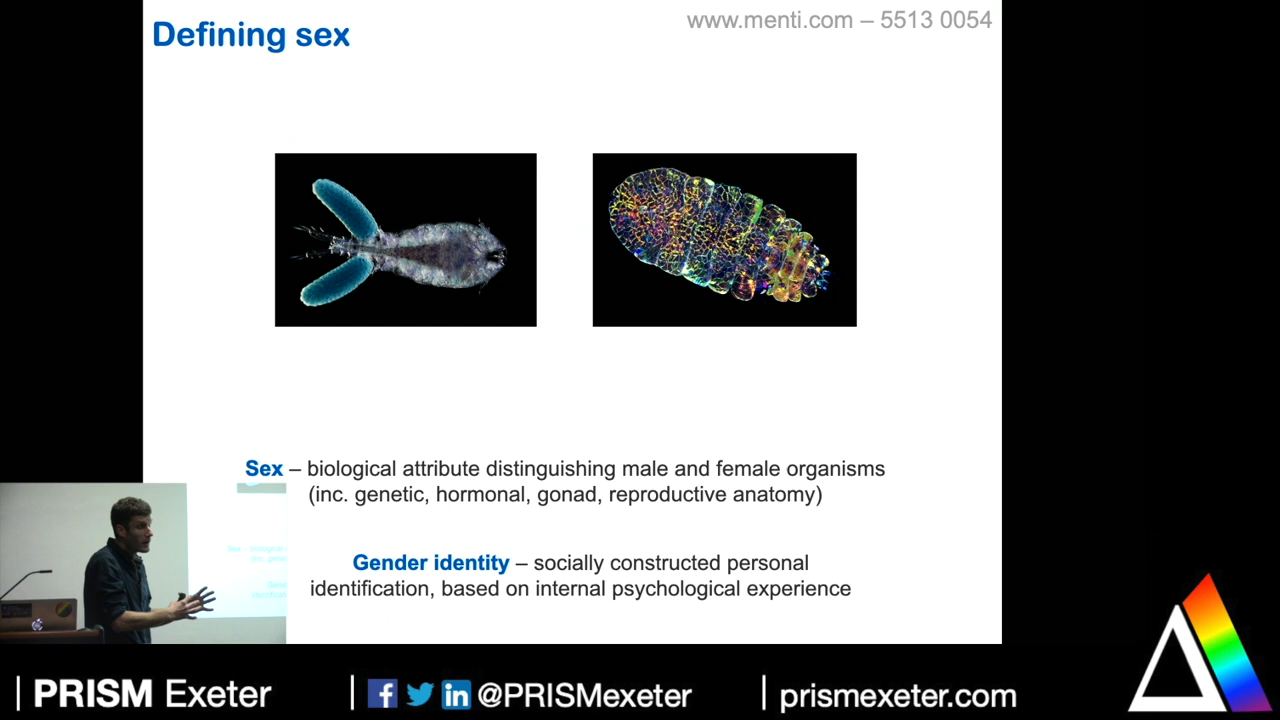 www.menti.com – 5513 0054
Defining sex
Sex – biological attribute distinguishing male and female organisms
(inc. genetic, hormonal, gonad, reproductive anatomy)
Gender identity – socially constructed personal
identification, based on internal psychological experience
PRISM Exeter
@PRISMexeter
prismexeter.com